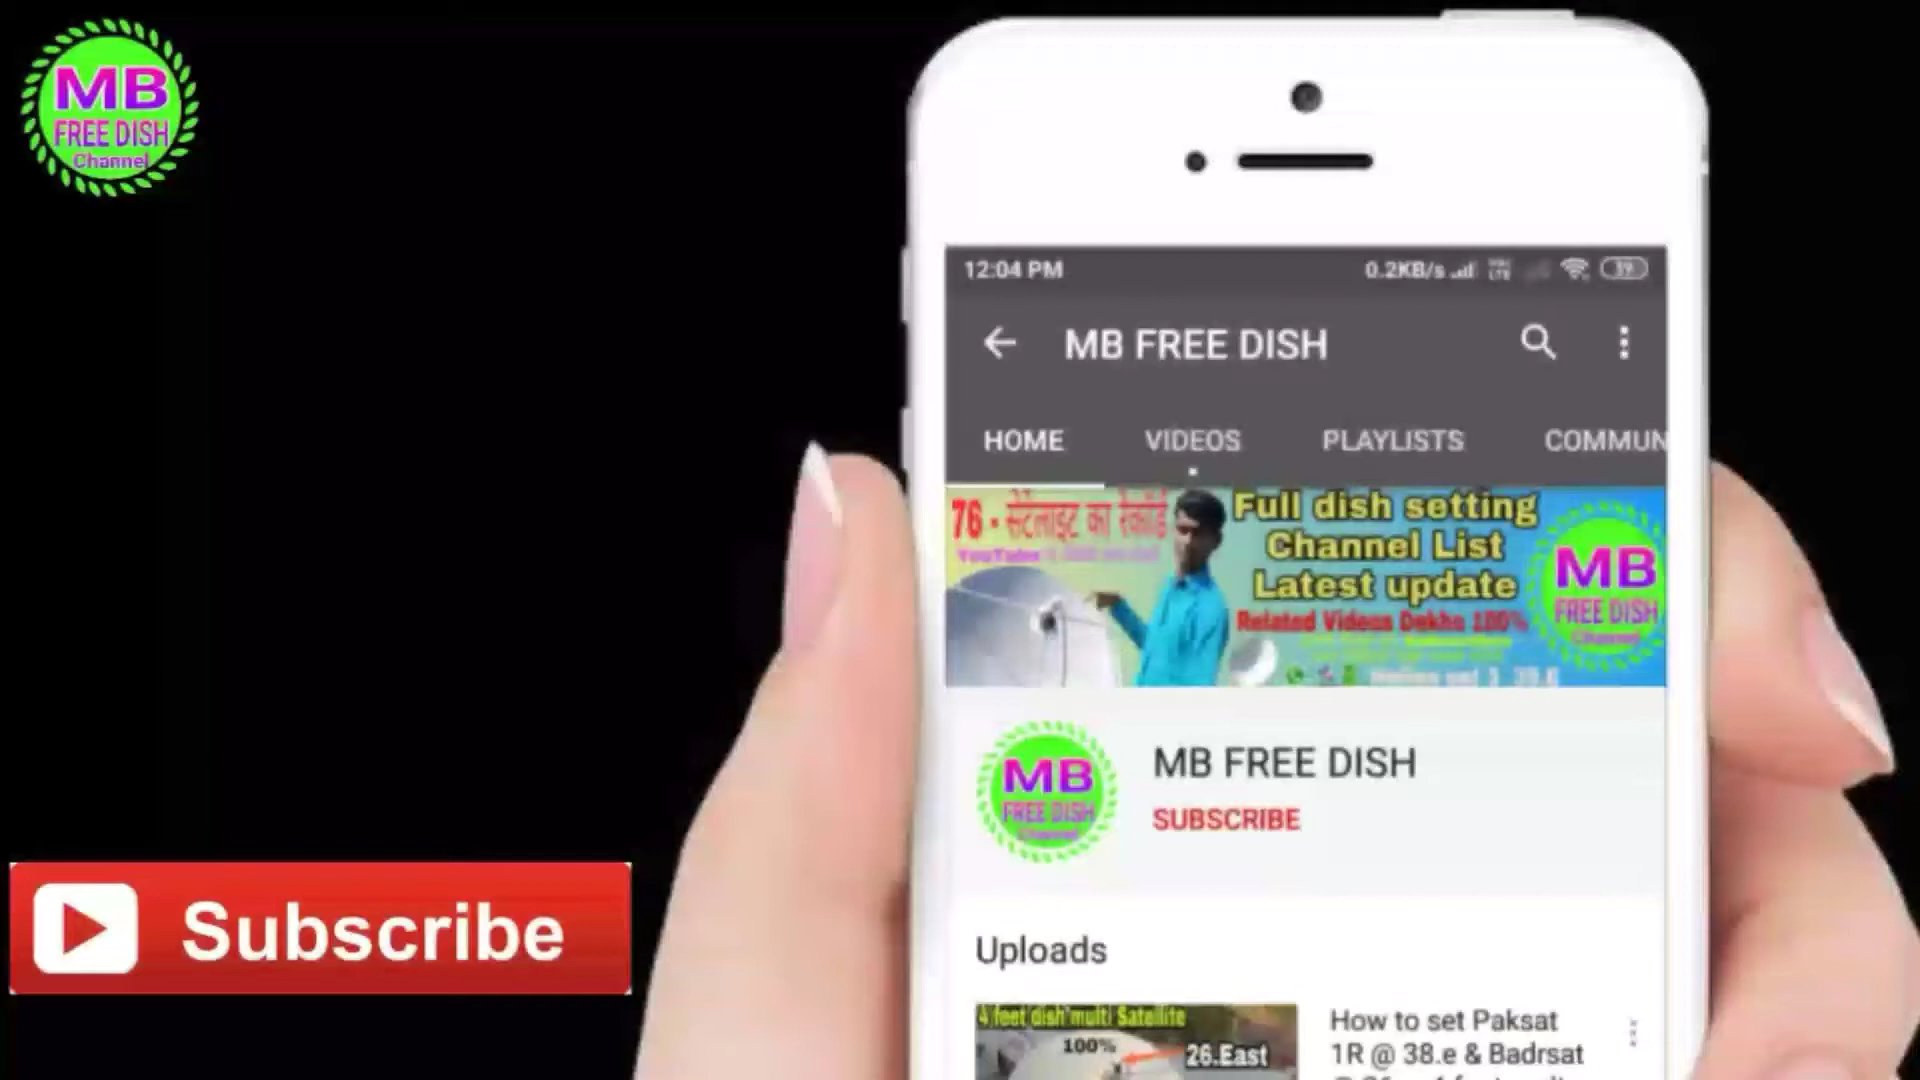 MB
FREE DISH
Channel
12:04 PM
0.2KB/s
MB FREE DISH
HOME
VIDEOS
PLAYLISTS
COMMUN
76 - सेटेलाइट का रेकॉर्ड
YouTube
Full dish setting
Channel List
Latest update
Related Videos Dekho 100%
MB
FREE DISH
Channel
MB
FREE DISH
Channel
MB FREE DISH
SUBSCRIBE
Subscribe
Uploads
4 feet dish multi Satellite
100%
26.East
How to set Paksat
1R @ 38.e & Badrsat